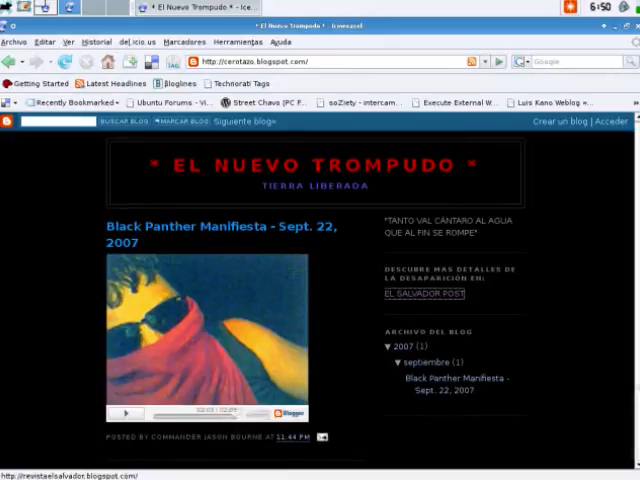 * El Nuevo Trompudo * - Ice...
6:50
* El Nuevo Trompudo * - Iceweasel
Archivo Editar Ver Historial del.icio.us Marcadores Herramientas Ayuda
http://cerotazo.blogspot.com/
Google
Getting Started Latest Headlines Bloglines Technorati Tags
Recently Bookmarked Ubuntu Forums - Vi... Street Chavo (PC F... soZiety - intercam... Execute External W... Luis Kano Weblog »...
BUSCAR BLOG MARCAR BLOG Siguiente blog» Crear un blog | Acceder
* EL NUEVO TROMPUDO *
TIERRA LIBERADA
Black Panther Manifiesta - Sept. 22,
2007
Blogger
POSTED BY COMMANDER JASON BOURNE AT 11:44 PM
"TANTO VAL CÁNTARO AL AGUA
QUE AL FIN SE ROMPE"
DESCUBRE MAS DETALLES DE
LA DESAPARICIÓN EN:
EL SALVADOR POST
ARCHIVO DEL BLOG
▼ 2007 (1)
▼ septiembre (1)
Black Panther Manifiesta -
Sept. 22, 2007
http://revistaelsalvador.blogspot.com/